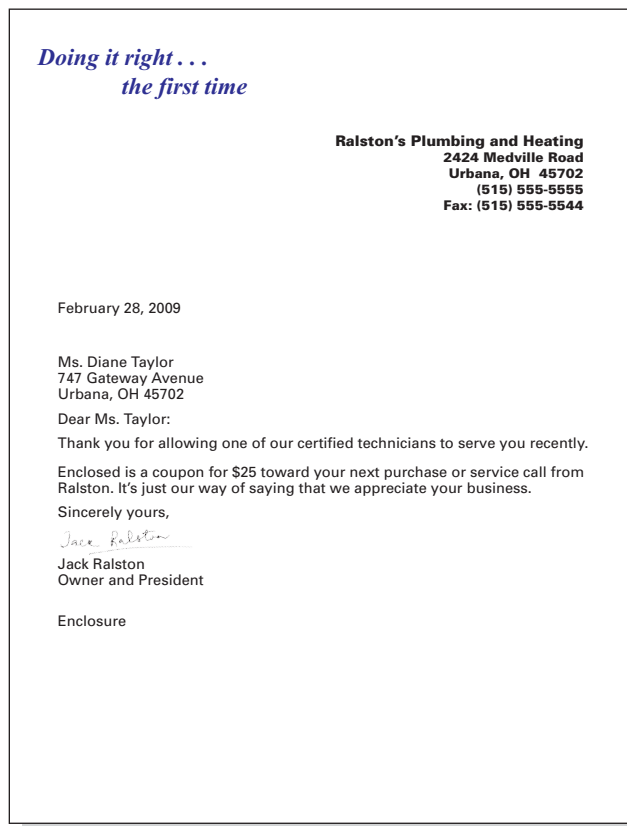 Doing it right . . .
the first time
Ralston's Plumbing and Heating
2424 Medville Road
Urbana, OH 45702
(515) 555-5555
Fax: (515) 555-5544
February 28, 2009
Ms. Diane Taylor
747 Gateway Avenue
Urbana, OH 45702
Dear Ms. Taylor:
Thank you for allowing one of our certified technicians to serve you recently.
Enclosed is a coupon for $25 toward your next purchase or service call from
Ralston. It's just our way of saying that we appreciate your business.
Sincerely yours,
Jack Ralston
Jack Ralston
Owner and President
Enclosure